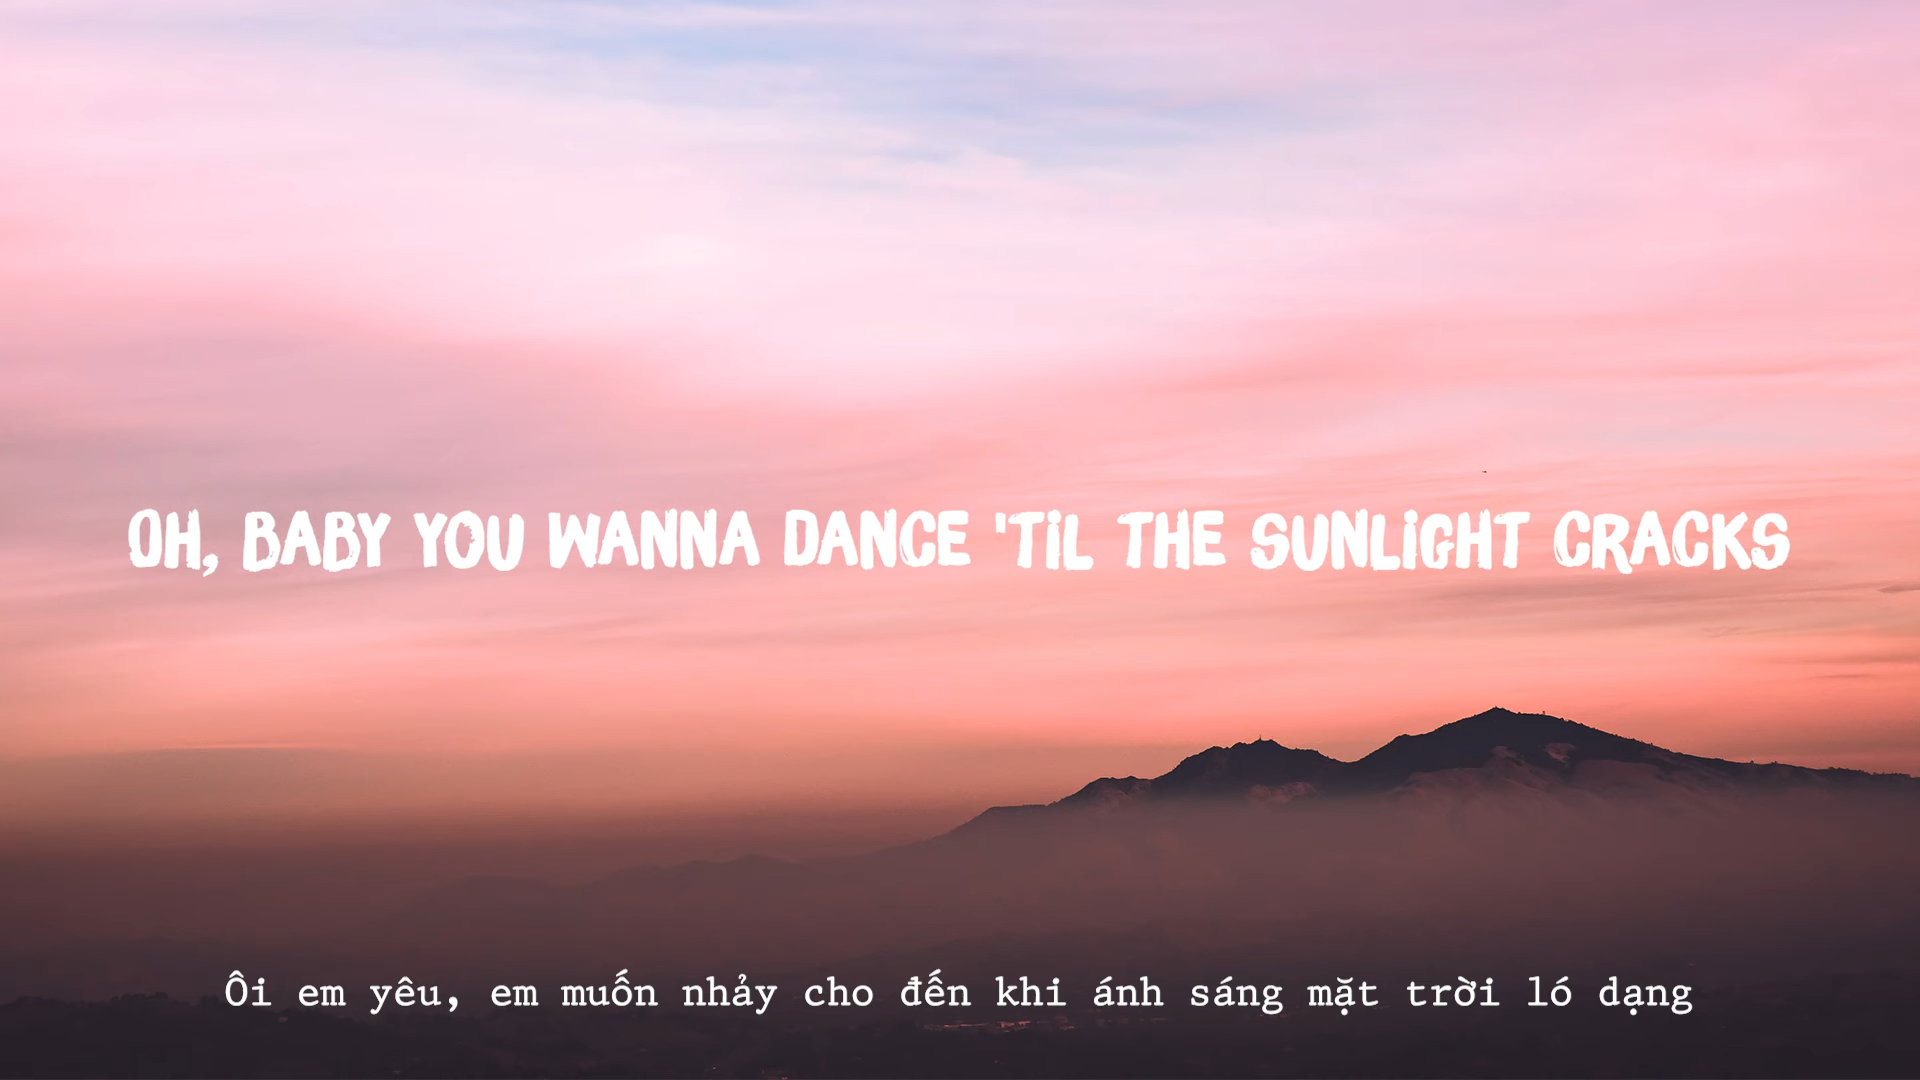 OH, BABY YOU WANNA DANCE 'TiL THE SUNLiGHT CRACKS
Ôi em yêu, em muốn nhảy cho đến khi ánh sáng mặt trời ló dạng